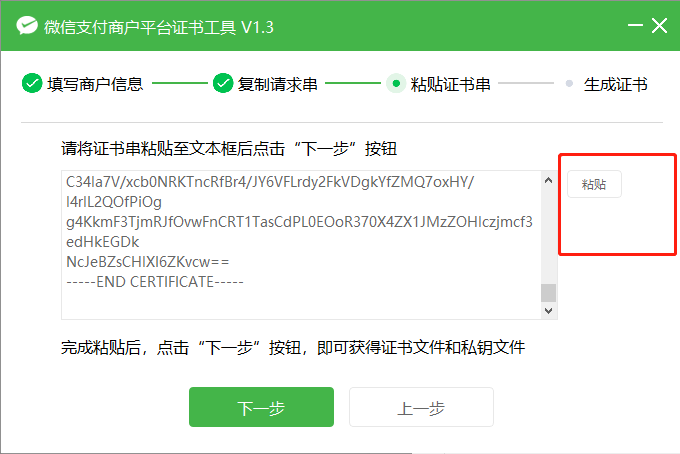 微信支付商户平台证书工具 V1.3
填写商户信息
复制请求串
粘贴证书串
生成证书
请将证书串粘贴至文本框后点击“下一步”按钮
C34la7V/xcb0NRKTncRfBr4/JY6VFLrdy2FkVDgkYfZMQ7oxHY/
l4rlL2QOfPiOg
g4KkmF3TjmRJfOvwFnCRT1TasCdPL0EOoR370X4ZX1JMzZOHlczjmcf3
edHkEGDk
NcJeBZsCHlXI6ZKvcw==
-----END CERTIFICATE-----
粘贴
完成粘贴后，点击“下一步”按钮，即可获得证书文件和私钥文件
下一步
上一步